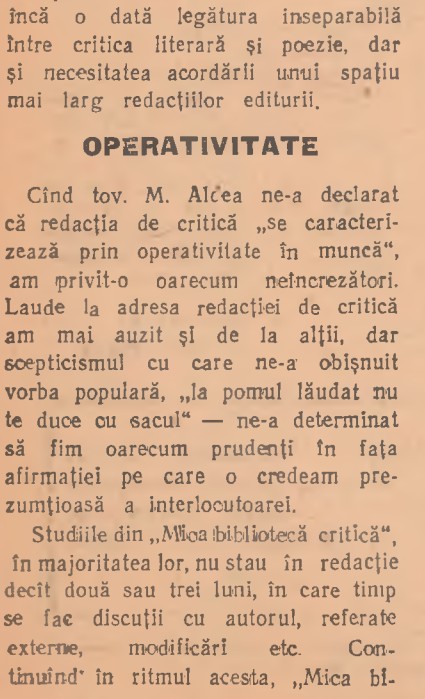 încă o dată legătura inseparabilă
între critica literară şi poezie, dar
şi necesitatea acordării unui spaţiu
mai larg redacţiilor editurii.
OPERATIVITATE
Cînd tov. M. Alcea ne-a declarat
că redacţia de critică „se caracteri-
zează prin operativitate în muncă“,
am privit-o oarecum neîncrezători.
Laude la adresa redacţiei de critică
am mai auzit şi de la alţii, dar
scepticismul cu care ne-a obişnuit
vorba populară, „la pomul lăudat nu
te duce cu sacul“ — ne-a determinat
să fim oarecum prudenţi în faţa
afirmaţiei pe care o credeam pre-
zumţioasă a interlocutoarei.
Studiile din „Mica bibliotecă critică“,
în majoritatea lor, nu stau în redacţie
decît două sau trei luni, în care timp
se fac discuţii cu autorul, referate
externe, modificări etc. Con-
tinuînd în ritmul acesta, „Mica bi-